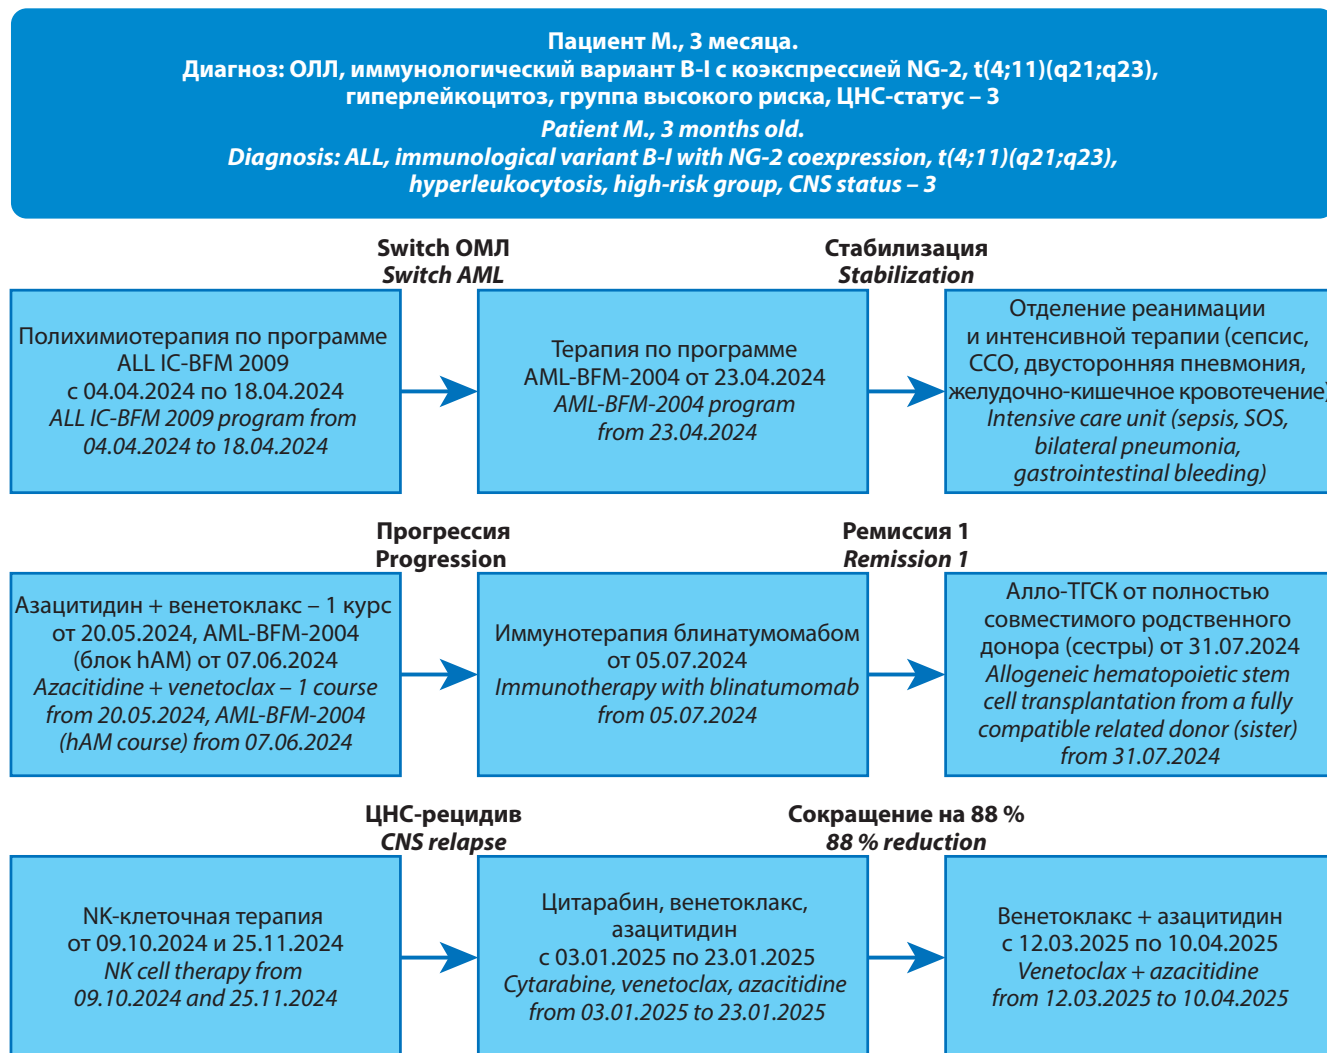 Пациент М., 3 месяца.
Диагноз: ОЛЛ, иммунологический вариант B-I с коэкспрессией NG-2, t(4;11)(q21;q23),
гиперлейкоцитоз, группа высокого риска, ЦНС-статус – 3
Patient M., 3 months old.
Diagnosis: ALL, immunological variant B-I with NG-2 coexpression, t(4;11)(q21;q23),
hyperleukocytosis, high-risk group, CNS status – 3
Switch ОМЛ
Switch AML
Стабилизация
Stabilization
Полихимиотерапия по программе
ALL IC-BFM 2009
с 04.04.2024 по 18.04.2024
ALL IC-BFM 2009 program from
04.04.2024 to 18.04.2024
Терапия по программе
AML-BFM-2004 от 23.04.2024
AML-BFM-2004 program
from 23.04.2024
Отделение реанимации
и интенсивной терапии (сепсис,
ССО, двусторонняя пневмония,
желудочно-кишечное кровотечение)
Intensive care unit (sepsis, SOS,
bilateral pneumonia,
gastrointestinal bleeding)
Прогрессия
Progression
Ремиссия 1
Remission 1
Азацитидин + венетоклакс – 1 курс
от 20.05.2024, AML-BFM-2004
(блок hAM) от 07.06.2024
Azacitidine + venetoclax – 1 course
from 20.05.2024, AML-BFM-2004
(hAM course) from 07.06.2024
Иммунотерапия блинатумомабом
от 05.07.2024
Immunotherapy with blinatumomab
from 05.07.2024
Алло-ТГСК от полностью
совместимого родственного
донора (сестры) от 31.07.2024
Allogeneic hematopoietic stem
cell transplantation from a fully
compatible related donor (sister)
from 31.07.2024
ЦНС-рецидив
CNS relapse
Сокращение на 88 %
88 % reduction
NK-клеточная терапия
от 09.10.2024 и 25.11.2024
NK cell therapy from
09.10.2024 and 25.11.2024
Цитарабин, венетоклакс,
азацитидин
с 03.01.2025 по 23.01.2025
Cytarabine, venetoclax, azacitidine
from 03.01.2025 to 23.01.2025
Венетоклакс + азацитидин
с 12.03.2025 по 10.04.2025
Venetoclax + azacitidine
from 12.03.2025 to 10.04.2025